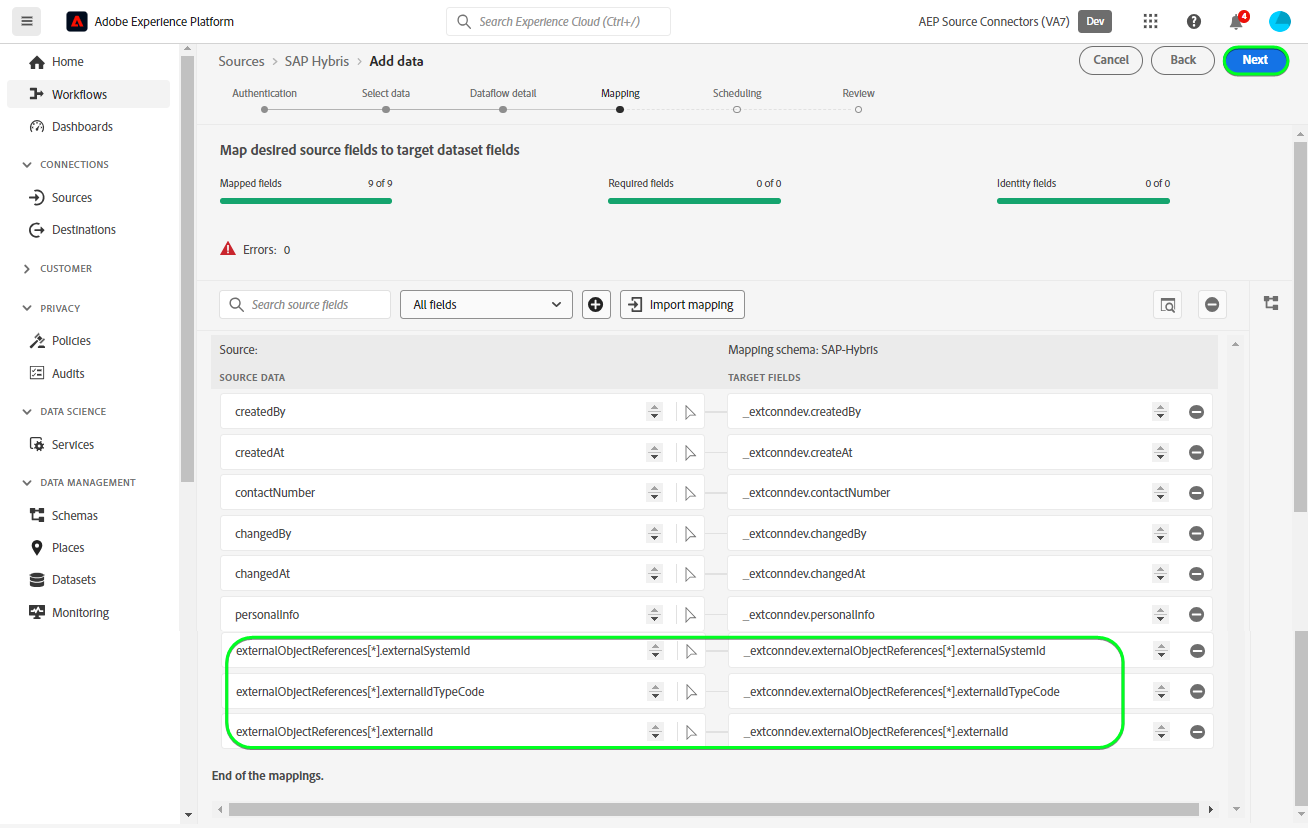 Adobe Experience Platform
Search Experience Cloud (Ctrl+/)
AEP Source Connectors (VA7) Dev
4
Home
Workflows
Dashboards
CONNECTIONS
Sources
Destinations
CUSTOMER
PRIVACY
Policies
Audits
DATA SCIENCE
Services
DATA MANAGEMENT
Schemas
Places
Datasets
Monitoring
Sources > SAP Hybris > Add data
Cancel Back Next
Authentication Select data Dataflow detail Mapping Scheduling Review
Map desired source fields to target dataset fields
Mapped fields 9 of 9 Required fields 0 of 0 Identity fields 0 of 0
Errors: 0
Search source fields All fields Import mapping
Source: Mapping schema: SAP-Hybris
SOURCE DATA TARGET FIELDS
createdBy _extconndev.createdBy
createdAt _extconndev.createAt
contactNumber _extconndev.contactNumber
changedBy _extconndev.changedBy
changedAt _extconndev.changedAt
personalInfo _extconndev.personalInfo
externalObjectReferences[*].externalSystemId _extconndev.externalObjectReferences[*].externalSystemId
externalObjectReferences[*].externalIdTypeCode _extconndev.externalObjectReferences[*].externalIdTypeCode
externalObjectReferences[*].externalId _extconndev.externalObjectReferences[*].externalId
End of the mappings.